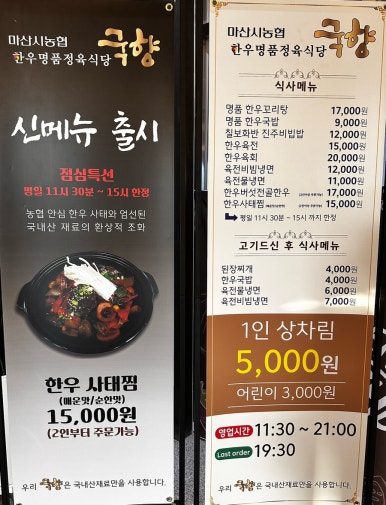 마산시농협
한우명품정육식당 국향
신메뉴 출시
점심특선
평일 11시 30분 ~ 15시 한정
농협 안심 한우 사태와 엄선된
국내산 재료의 환상적 조화
한우 사태찜
(매운맛/순한맛)
15,000원
(2인부터 주문가능)
우리 국향은 국내산재료만을 사용합니다.
마산시농협
한우명품정육식당 국향
식사메뉴
명품 한우꼬리탕 17,000원
명품 한우국밥 9,000원
칠보화반 진주비빔밥 12,000원
한우육전 15,000원
한우육회 20,000원
육전비빔냉면 12,000원
육전물냉면 11,000원
한우버섯전골한우 17,000원
한우사태찜 15,000원
평일 11시 30분 ~ 15시 까지 한정
고기드신 후 식사메뉴
된장찌개 4,000원
한우국밥 4,000원
육전물냉면 6,000원
육전비빔냉면 7,000원
1인 상차림
5,000원
어린이 3,000원
영업시간 11:30 ~ 21:00
Last order 19:30
우리 국향은 국내산재료만을 사용합니다.